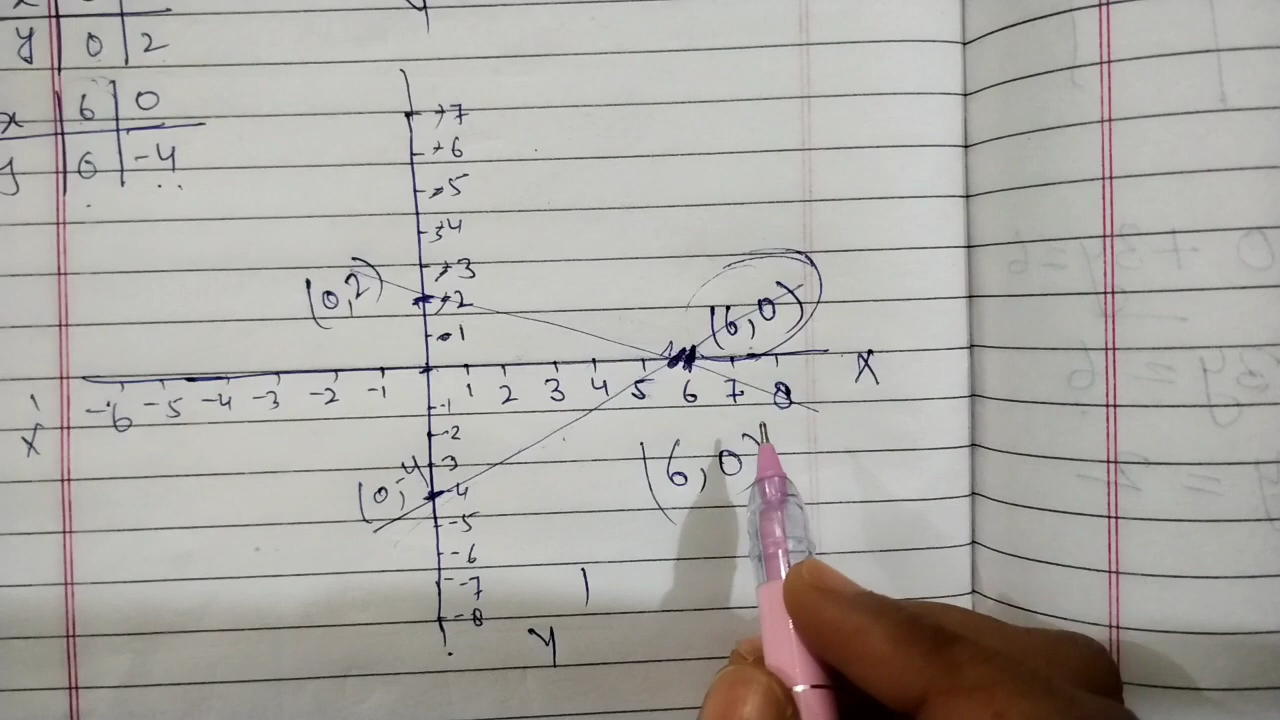 y 0 2
x 6 0
y 6 -4
7
6
5
4
3
(0,2) 2
1
(6,0)
X
-6 -5 -4 -3 -2 -1 1 2 3 4 5 6 7 8
X'
-1
-2
3
(0,-4 -4
(6,0)
-5
-6
-7
-8
y